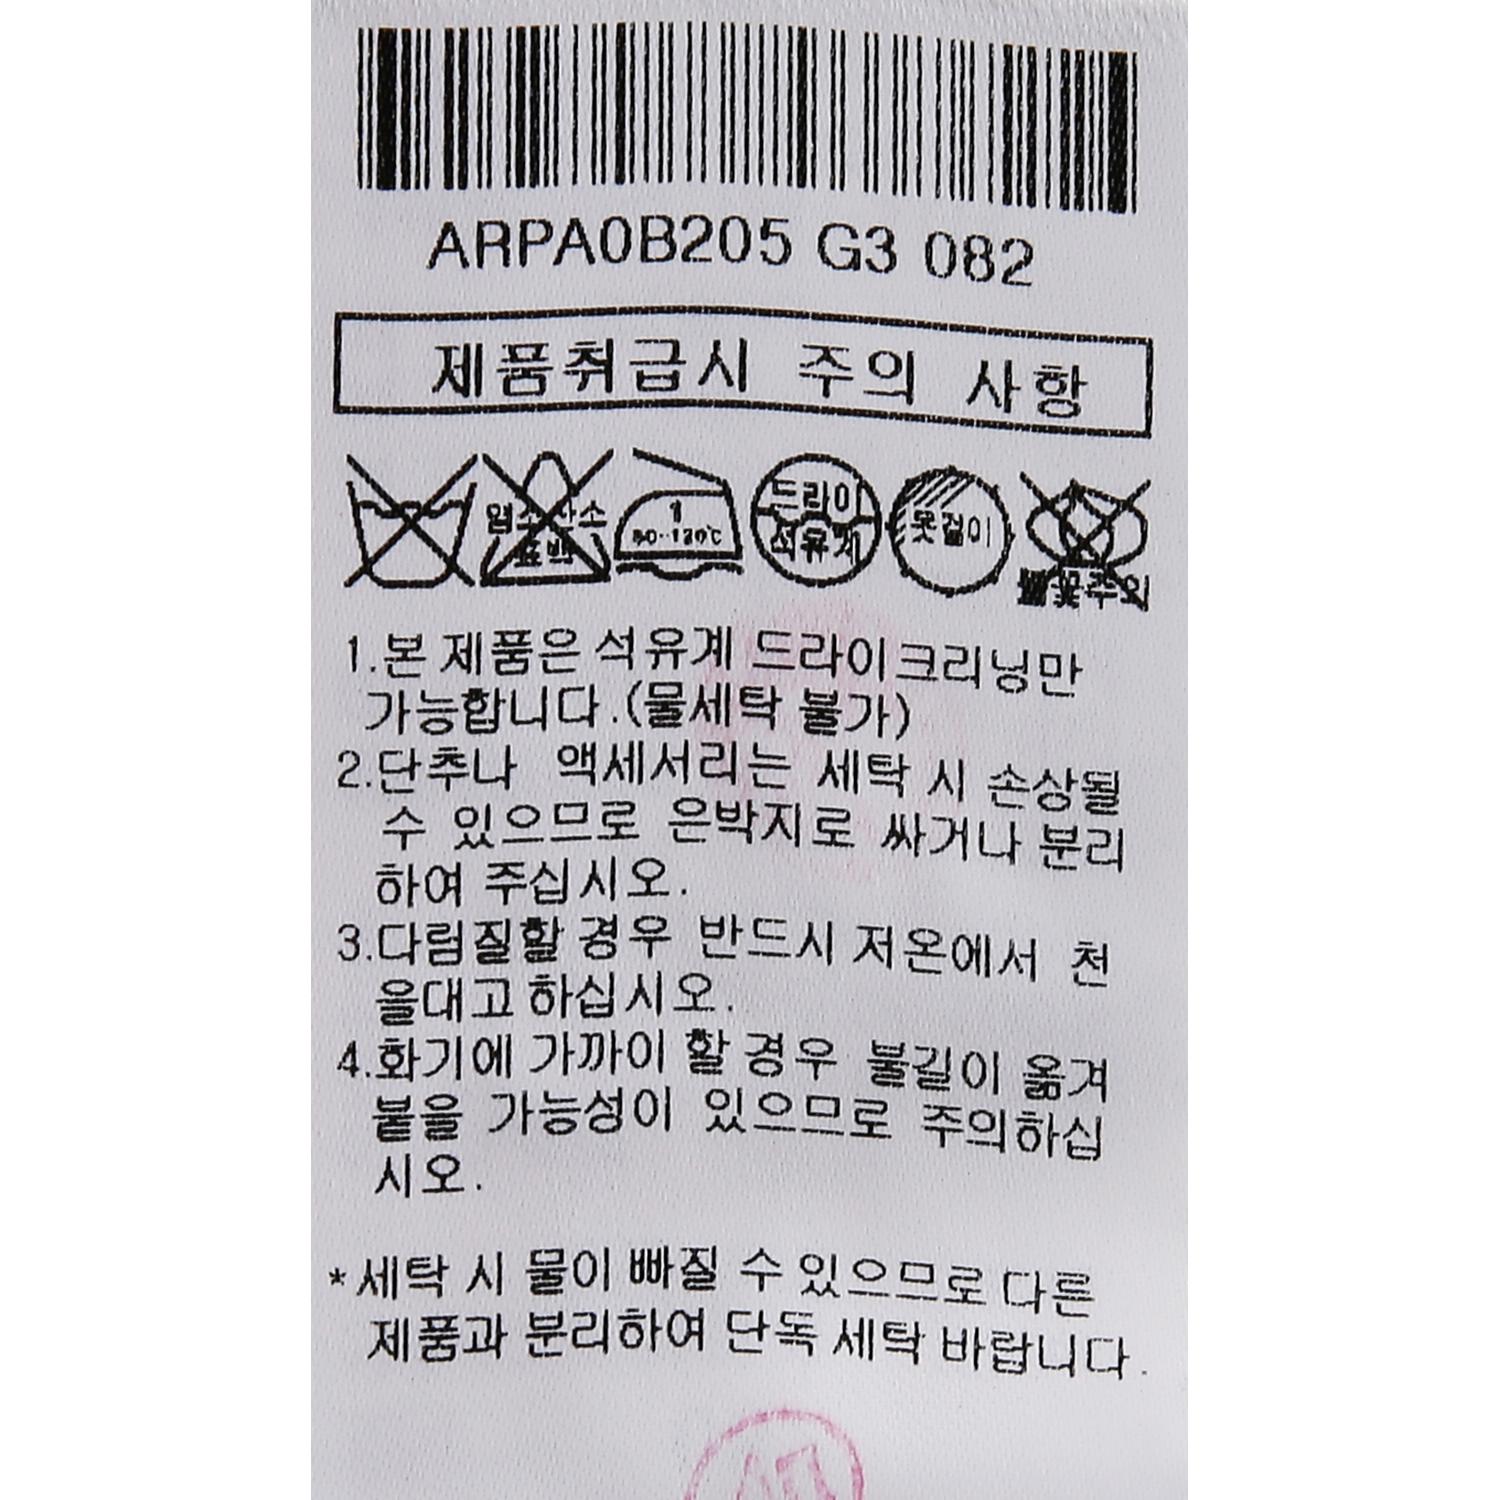 ARPA0B205 G3 082
제품취급시 주의 사항
염소산소
표백
1
80~120℃
드라이
석유계
옷걸이
불꽃주의
1.본 제품은 석유계 드라이크리닝만
가능합니다.(물세탁 불가)
2.단추나 액세서리는 세탁 시 손상될
수 있으므로 은박지로 싸거나 분리
하여 주십시오.
3.다림질할 경우 반드시 저온에서 천
을대고 하십시오.
4.화기에 가까이 할 경우 불길이 옮겨
붙을 가능성이 있으므로 주의하십
시오.
*세탁 시 물이 빠질 수 있으므로 다른
제품과 분리하여 단독 세탁 바랍니다.